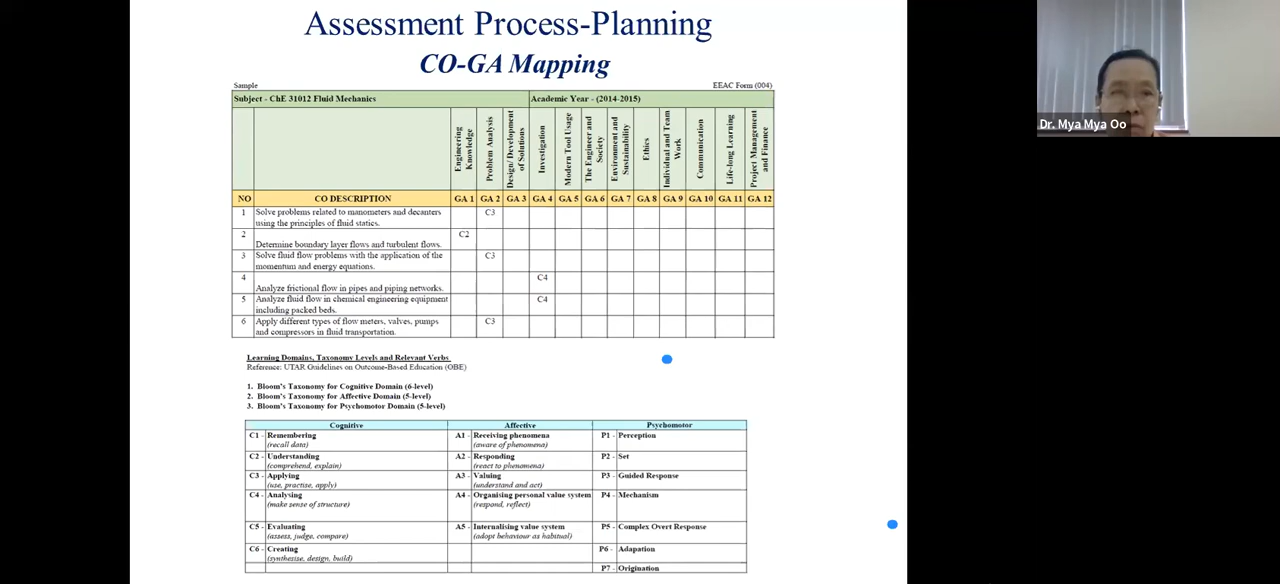 Assessment Process-Planning
CO-GA Mapping
Sample
EEAC Form (004)
Subject - ChE 31012 Fluid Mechanics
Academic Year - (2014-2015)
Engineering Knowledge
Problem Analysis
Design/ Development of Solutions
Investigation
Modern Tool Usage
The Engineer and Society
Environment and Sustainability
Ethics
Individual and Team Work
Communication
Life-long Learning
Project Management and Finance
NO CO DESCRIPTION GA 1 GA 2 GA 3 GA 4 GA 5 GA 6 GA 7 GA 8 GA 9 GA 10 GA 11 GA 12
1 Solve problems related to manometers and decanters C3
using the principles of fluid statics.
2 C2
Determine boundary layer flows and turbulent flows.
3 Solve fluid flow problems with the application of the C3
momentum and energy equations.
4 C4
Analyze frictional flow in pipes and piping networks.
5 Analyze fluid flow in chemical engineering equipment C4
including packed beds.
6 Apply different types of flow meters, valves, pumps C3
and compressors in fluid transportation.
Learning Domains, Taxonomy Levels and Relevant Verbs
Reference: UTAR Guidelines on Outcome-Based Education (OBE)
1. Bloom's Taxonomy for Cognitive Domain (6-level)
2. Bloom's Taxonomy for Affective Domain (5-level)
3. Bloom's Taxonomy for Psychomotor Domain (5-level)
Cognitive Affective Psychomotor
C1 - Remembering A1 - Receiving phenomena P1 - Perception
(recall data) (aware of phenomena)
C2 - Understanding A2 - Responding P2 - Set
(comprehend, explain) (react to phenomena)
C3 - Applying A3 - Valuing P3 - Guided Response
(use, practise, apply) (understand and act)
C4 - Analysing A4 - Organising personal value system P4 - Mechanism
(make sense of structure) (respond, reflect)
C5 - Evaluating A5 - Internalising value system P5 - Complex Overt Response
(assess, judge, compare) (adopt behaviour as habitual)
C6 - Creating P6 - Adapation
(synthesise, design, build)
P7 - Origination
Dr. Mya Mya Oo